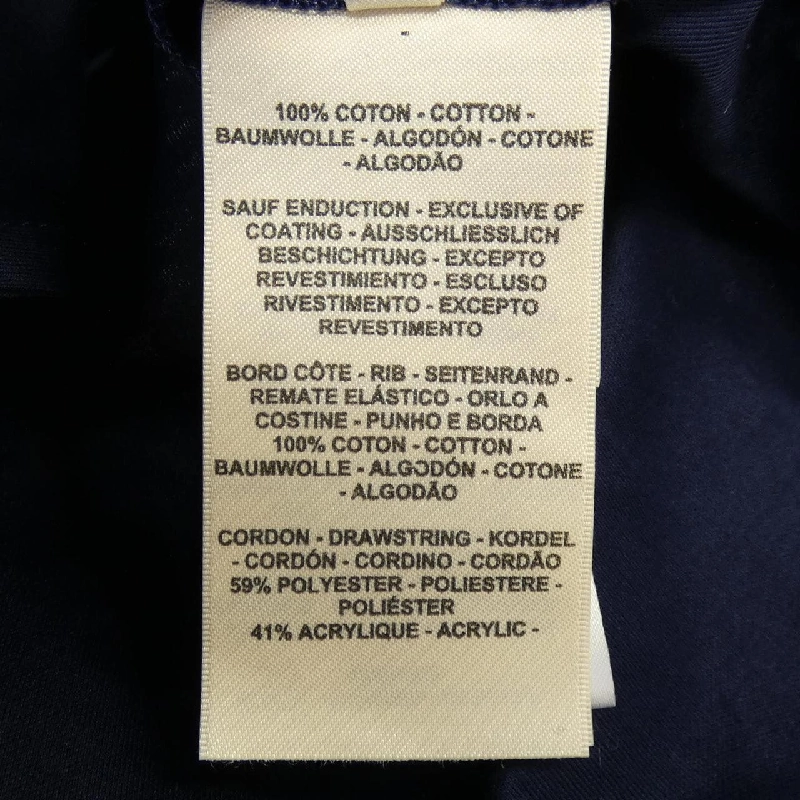 100% COTON - COTTON -
BAUMWOLLE - ALGODÓN - COTONE
- ALGODÃO
SAUF ENDUCTION - EXCLUSIVE OF
COATING - AUSSCHLIESSLICH
BESCHICHTUNG - EXCEPTO
REVESTIMIENTO - ESCLUSO
RIVESTIMENTO - EXCEPTO
REVESTIMENTO
BORD CÔTE - RIB - SEITENRAND -
REMATE ELÁSTICO - ORLO A
COSTINE - PUNHO E BORDA
100% COTON - COTTON -
BAUMWOLLE - ALGODÓN - COTONE
- ALGODÃO
CORDON - DRAWSTRING - KORDEL
- CORDÓN - CORDINO - CORDÃO
59% POLYESTER - POLIESTERE -
POLIÉSTER
41% ACRYLIQUE - ACRYLIC -